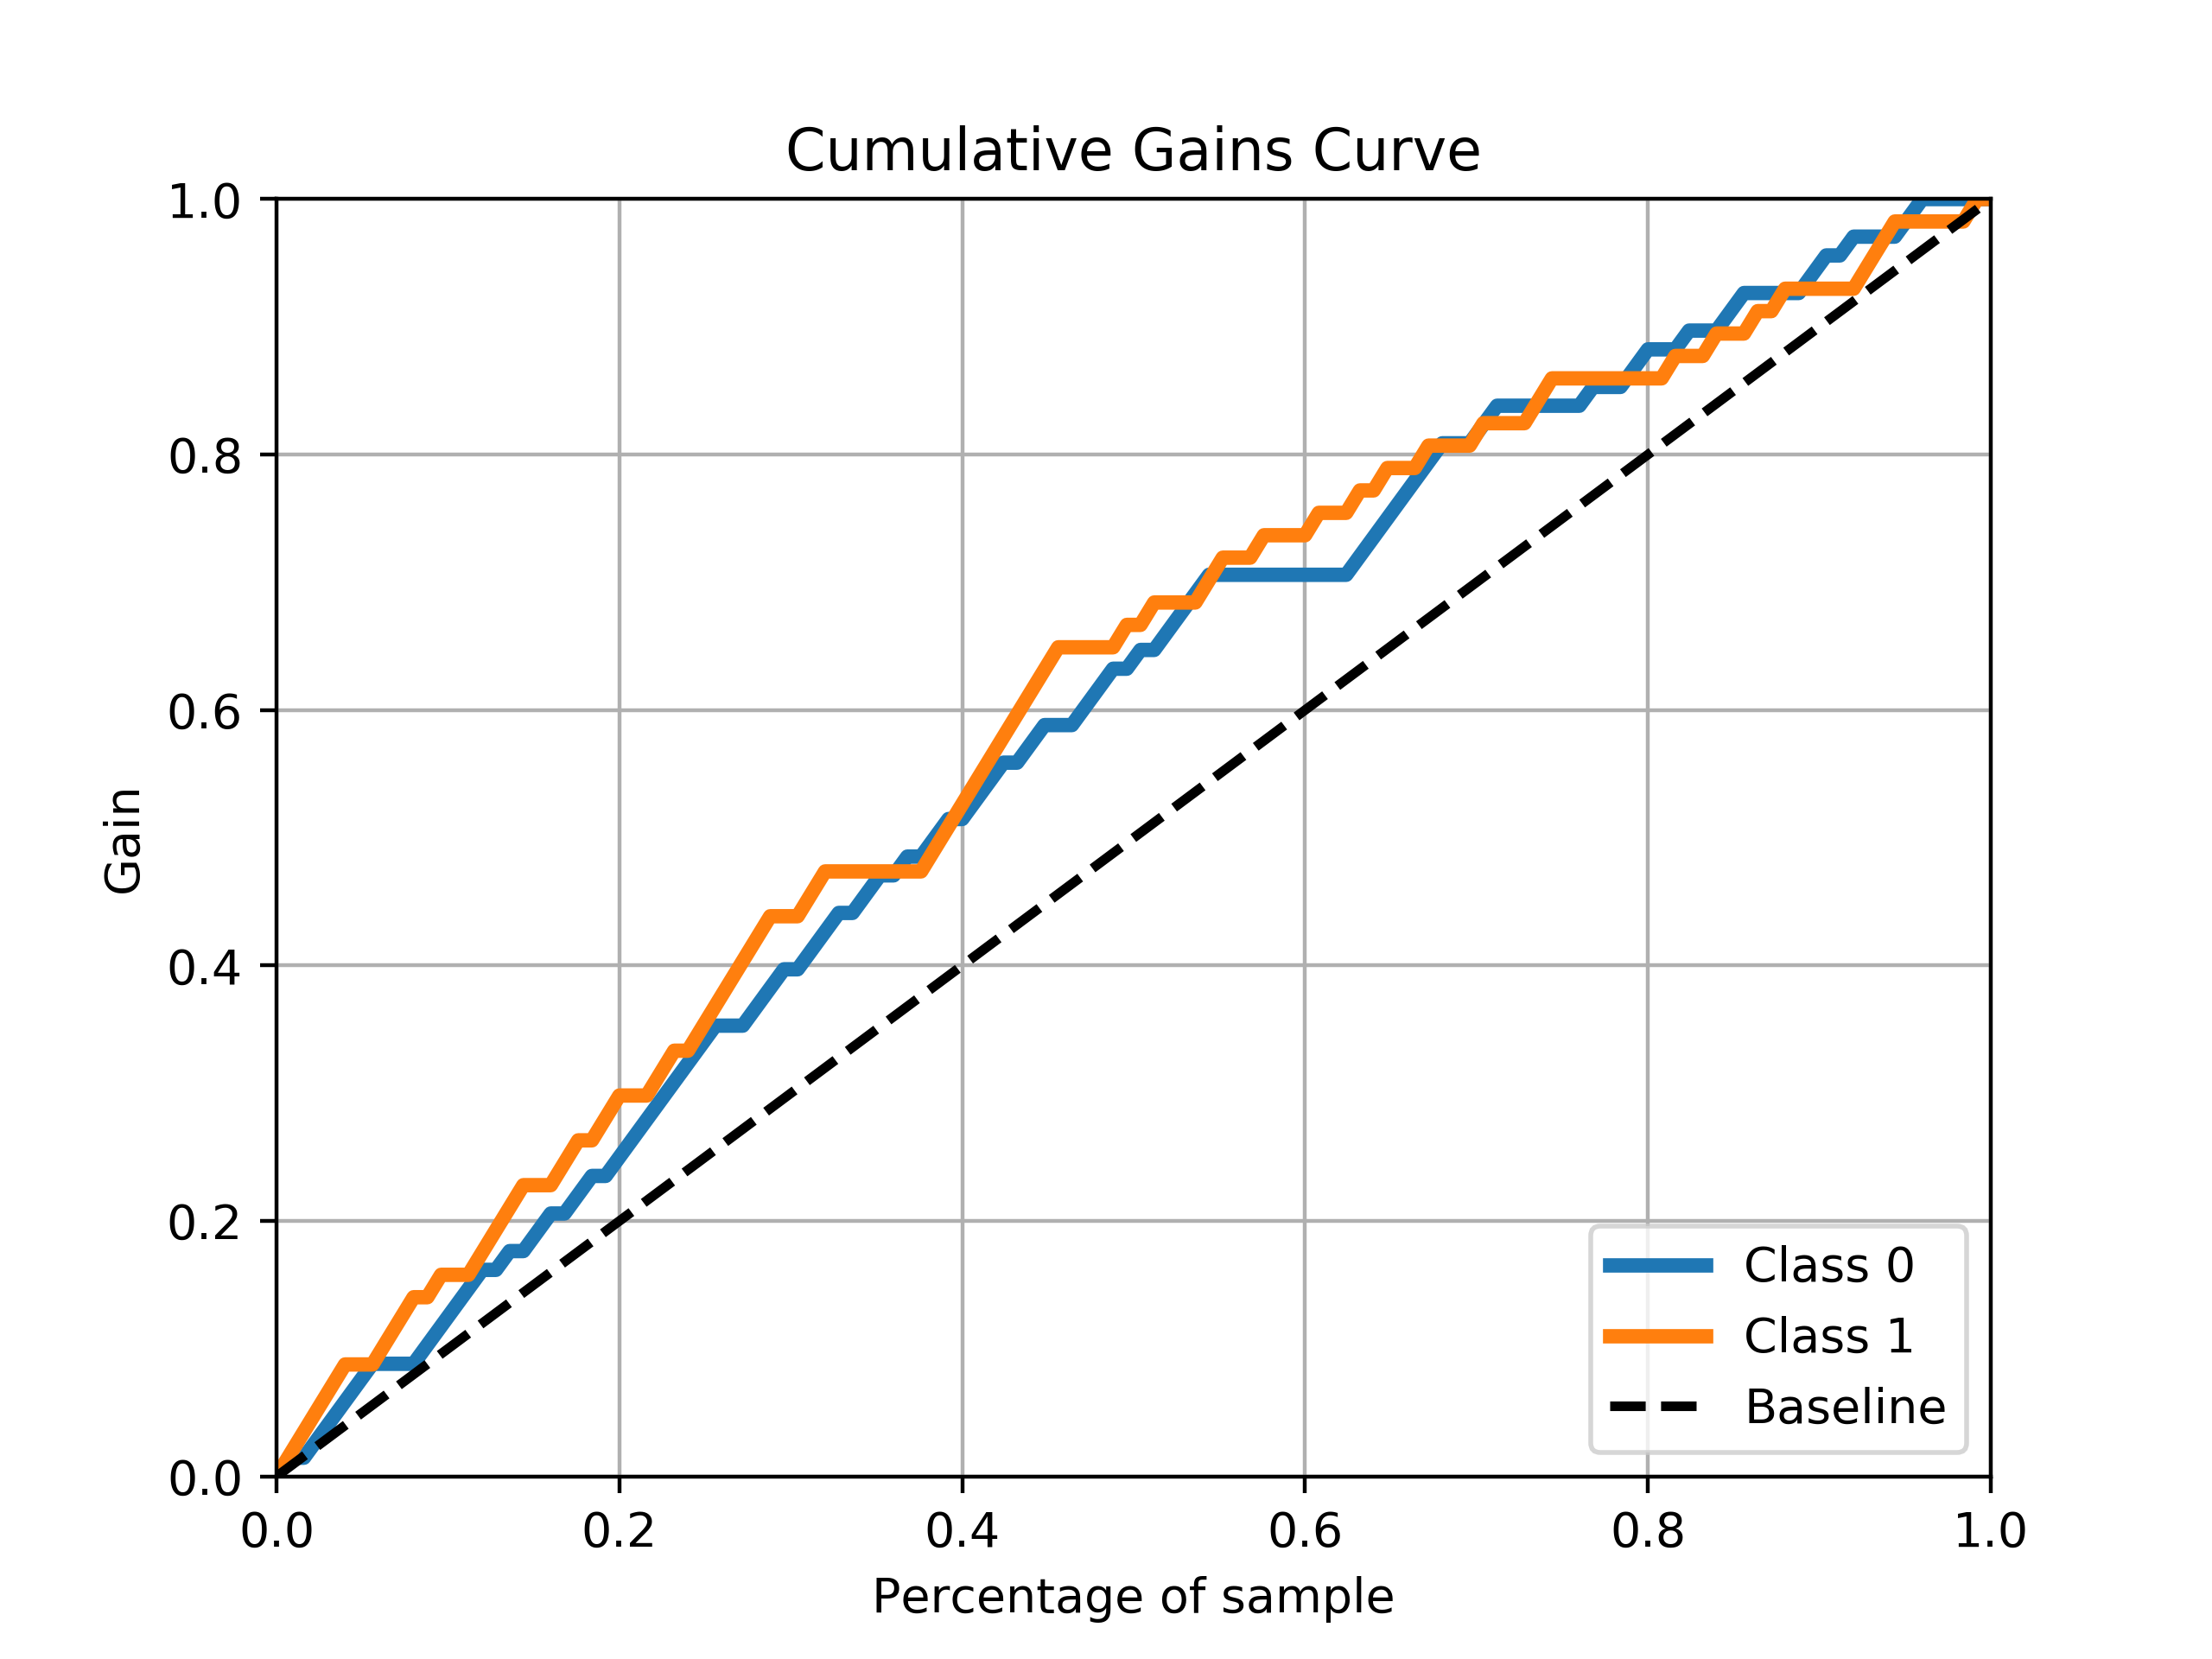 Cumulative Gains Curve
1.0
0.8
0.6
0.4
0.2
0.0
Gain
0.0 0.2 0.4 0.6 0.8 1.0
Percentage of sample
Class 0
Class 1
Baseline